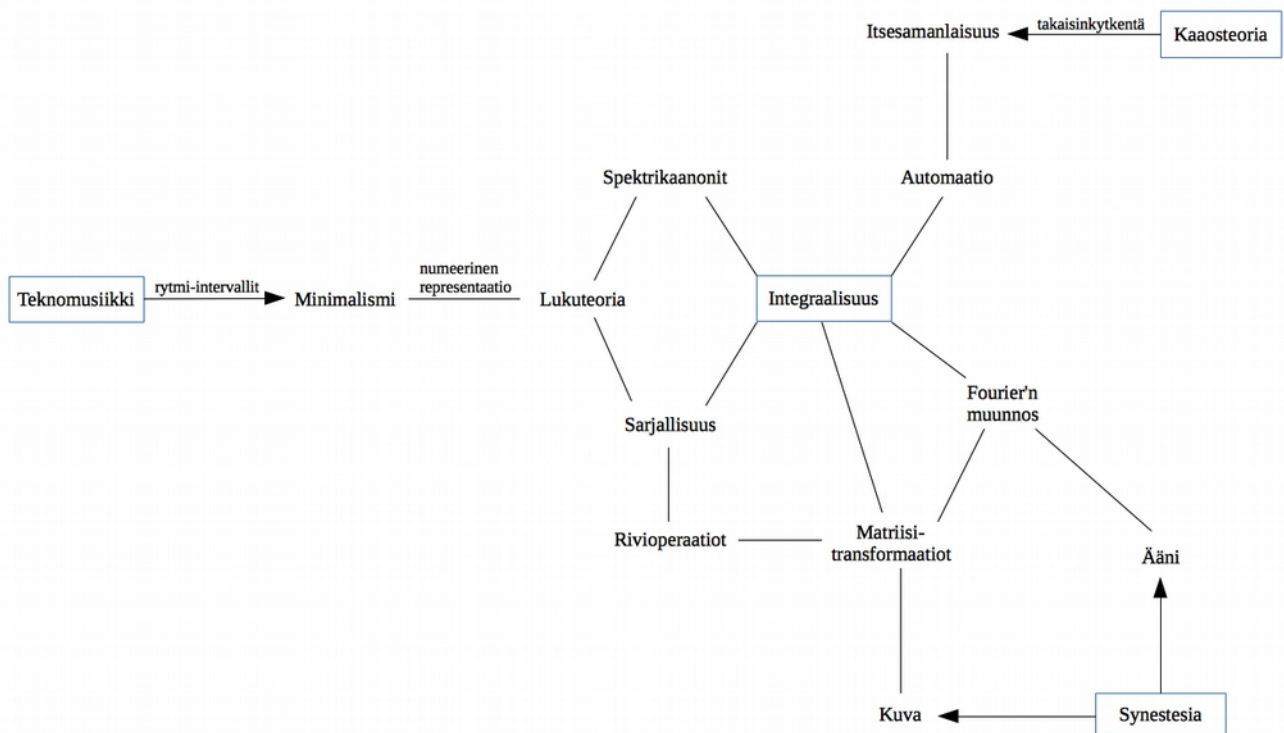 Itsesamanlaisuus
takaisinkytkentä
Kaaosteoria
Spektrikaanonit
Automaatio
Teknomusiikki
rytmi-intervallit
Minimalismi
numeerinen
representaatio
Lukuteoria
Integraalisuus
Fourier'n
muunnos
Sarjallisuus
Rivioperaatiot
Matriisi-
transformaatiot
Ääni
Kuva
Synestesia